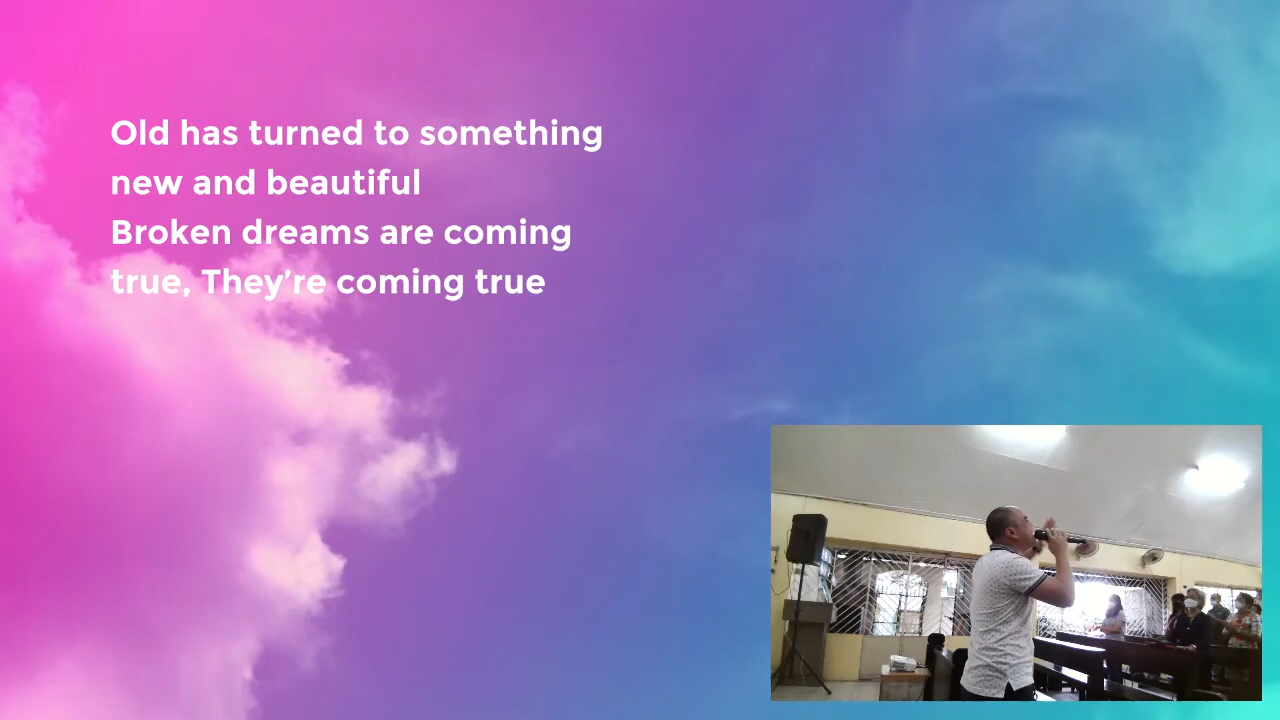 Old has turned to something
new and beautiful
Broken dreams are coming
true, They're coming true